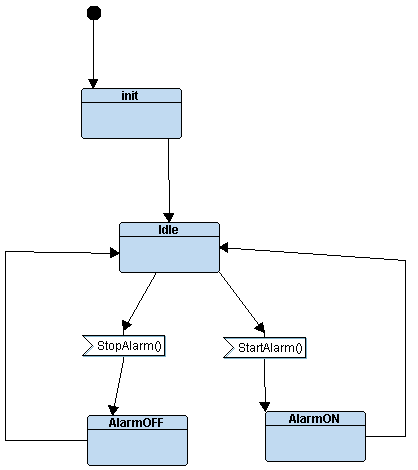 init
Idle
StopAlarm()
StartAlarm()
AlarmOFF
AlarmON